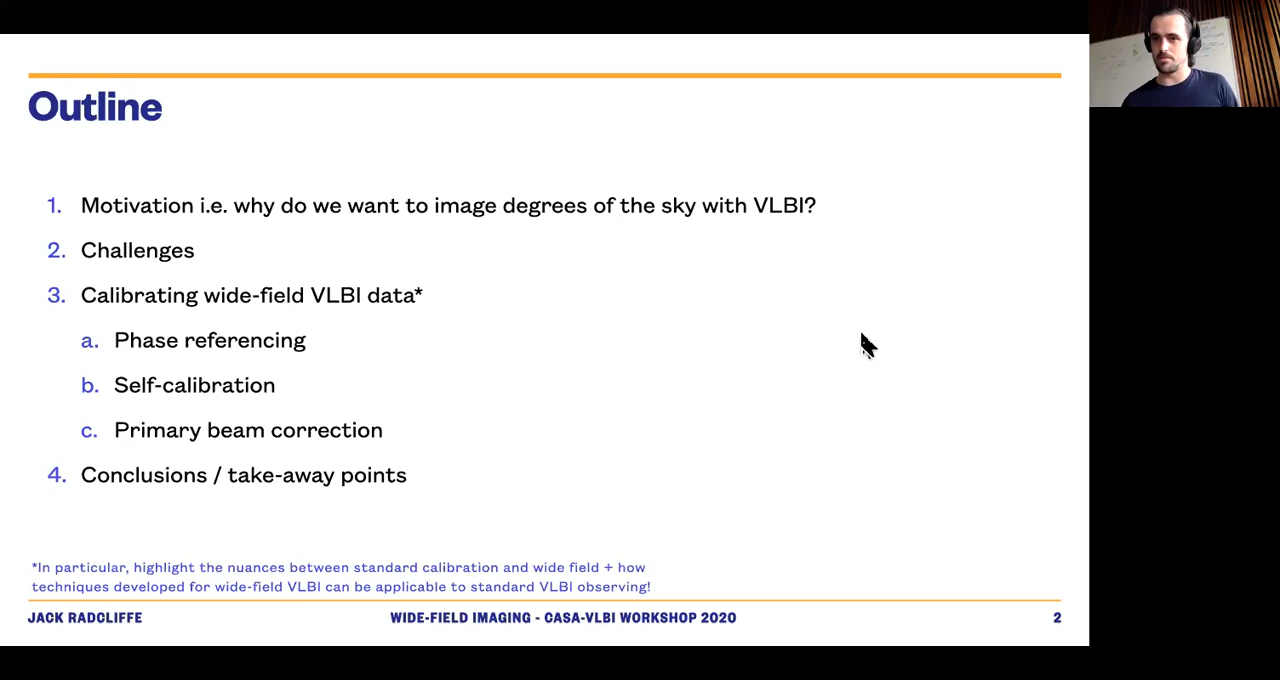 Outline
1. Motivation i.e. why do we want to image degrees of the sky with VLBI?
2. Challenges
3. Calibrating wide-field VLBI data*
a. Phase referencing
b. Self-calibration
c. Primary beam correction
4. Conclusions / take-away points
*In particular, highlight the nuances between standard calibration and wide field + how
techniques developed for wide-field VLBI can be applicable to standard VLBI observing!
JACK RADCLIFFE WIDE-FIELD IMAGING - CASA-VLBI WORKSHOP 2020 2